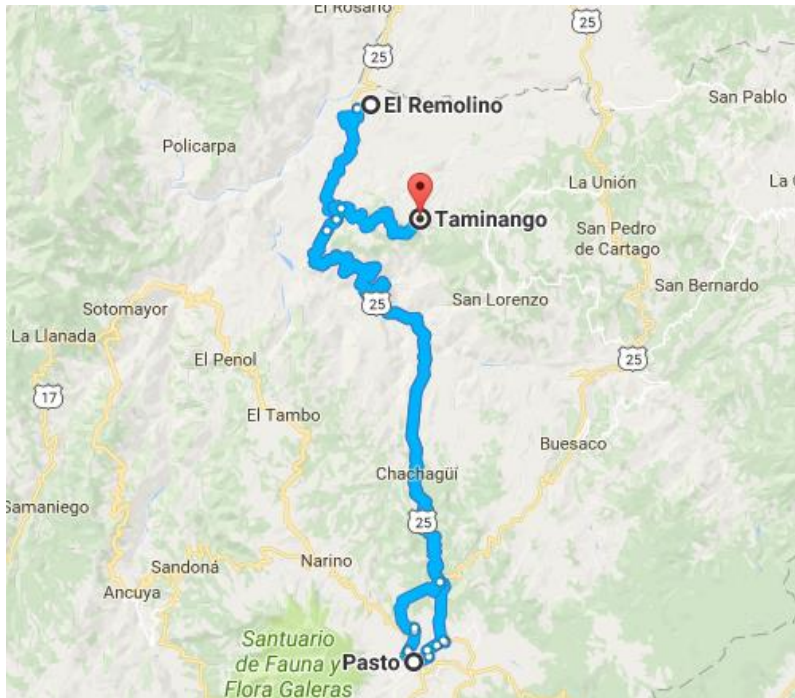 El Rosario
25
25
El Remolino
San Pablo
Policarpa
La Unión
Taminango
San Pedro
de Cartago
San Bernardo
San Lorenzo
25
Sotomayor
La Llanada
El Penol
25
17
El Tambo
Buesaco
Chachagüí
Samaniego
25
Narino
Sandoná
Ancuya
Santuario
de Fauna y
Flora Galeras
Pasto